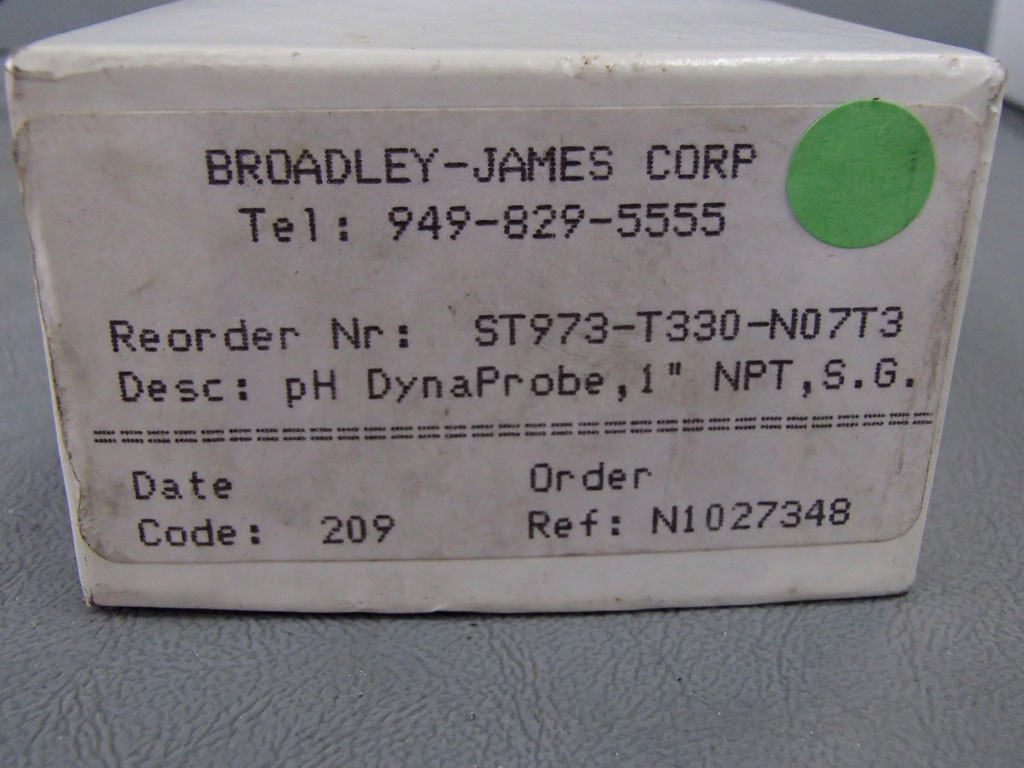 BROADLEY-JAMES CORP
Tel: 949-829-5555
Reorder Nr: ST973-T330-N07T3
Desc: pH DynaProbe,1" NPT,S.G.
================================================
Date Order
Code: 209 Ref: N1027348